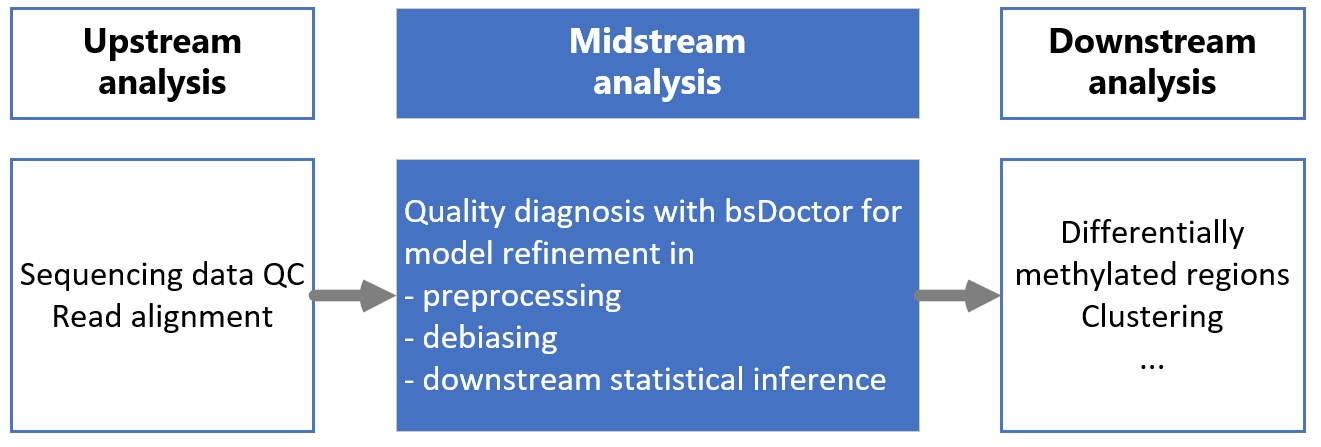 Upstream
analysis
Midstream
analysis
Downstream
analysis
Sequencing data QC
Read alignment
Quality diagnosis with bsDoctor for
model refinement in
- preprocessing
- debiasing
- downstream statistical inference
Differentially
methylated regions
Clustering
...